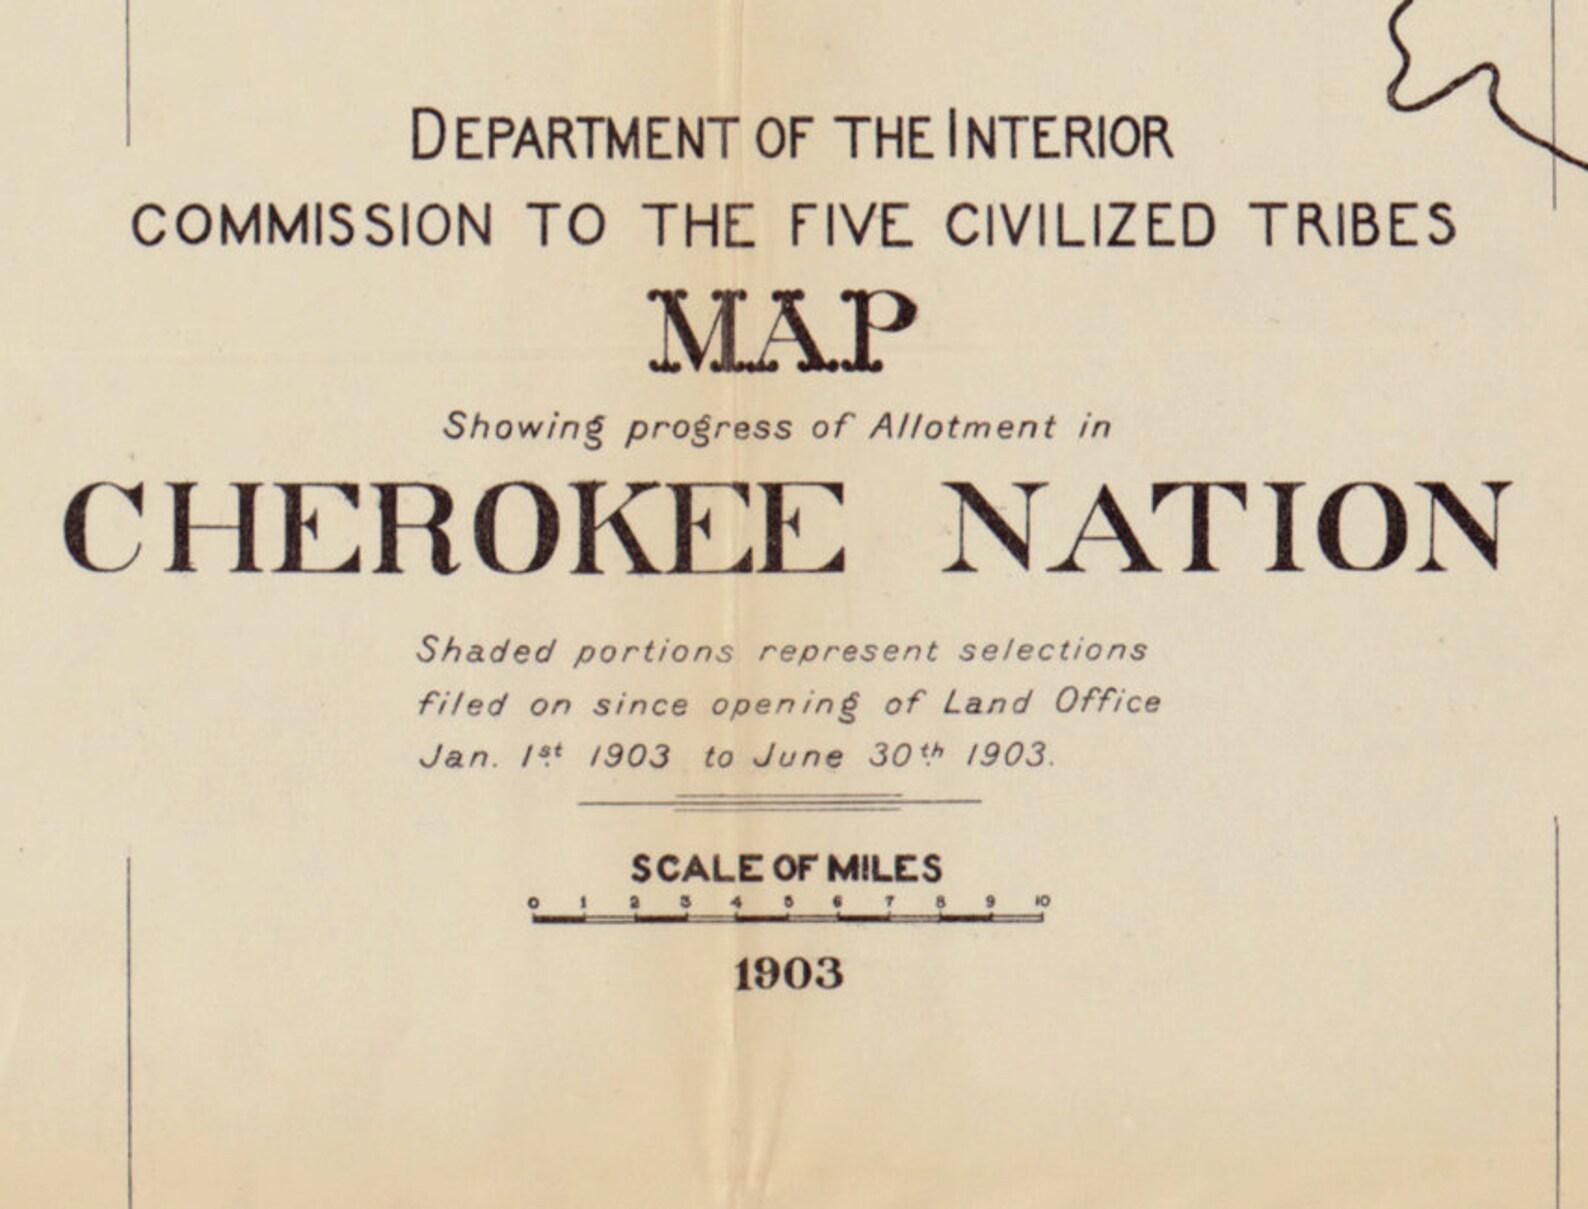 DEPARTMENT OF THE INTERIOR
COMMISSION TO THE FIVE CIVILIZED TRIBES
MAP
Showing progress of Allotment in
CHEROKEE NATION
Shaded portions represent selections
filed on since opening of Land Office
Jan. 1st 1903 to June 30th 1903.
SCALE OF MILES
0 1 2 3 4 5 6 7 8 9 10
1903